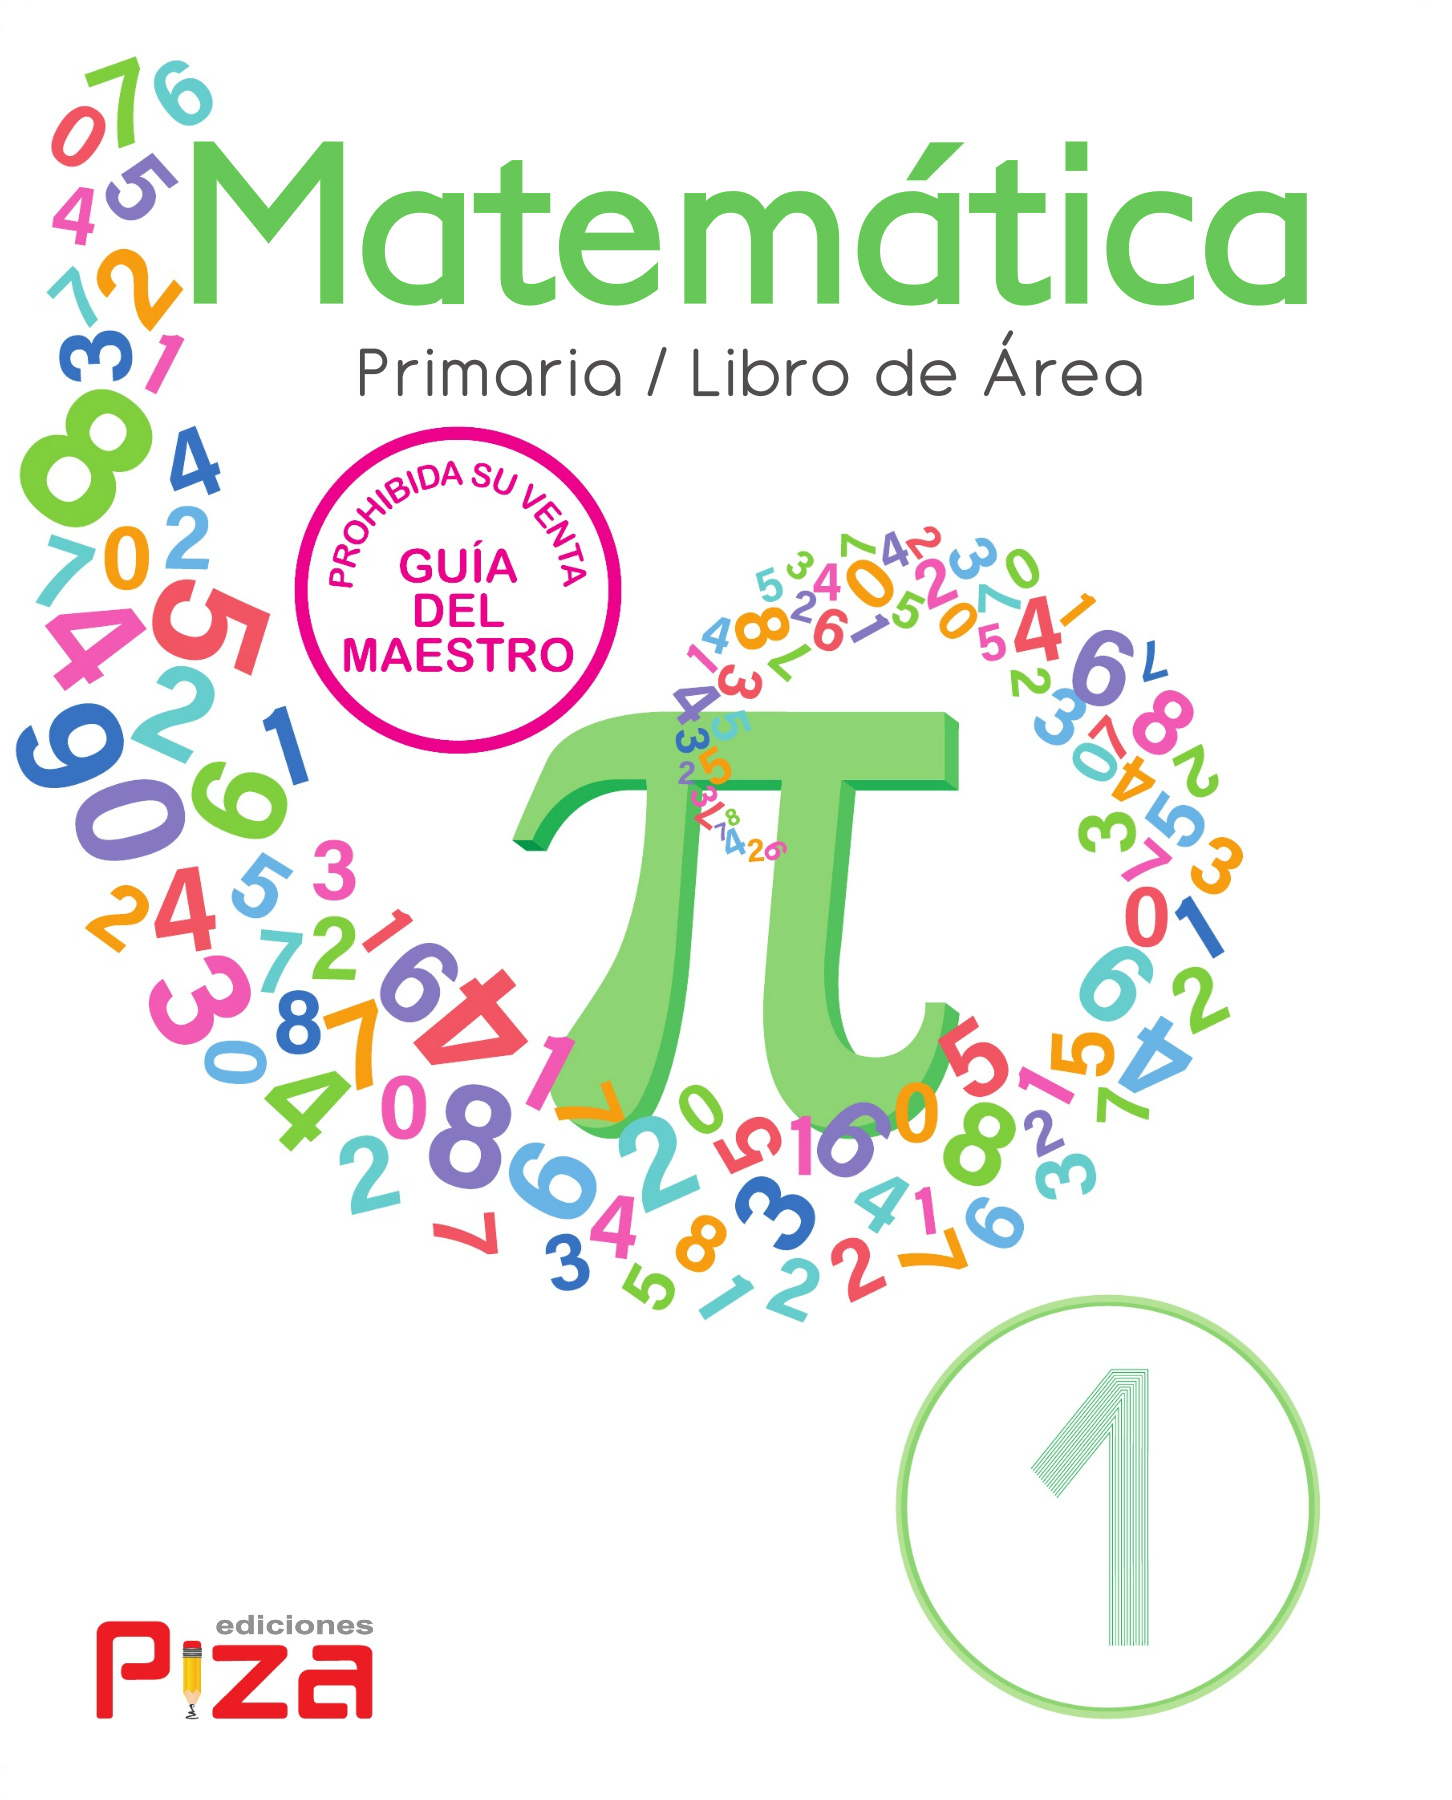 Matemática
Primaria / Libro de Área
PROHIBIDA SU VENTA
GUÍA
DEL
MAESTRO
π
1
ediciones
Piza